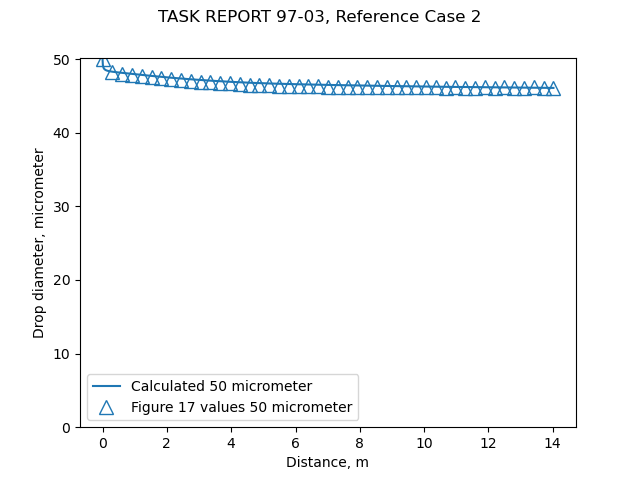 TASK REPORT 97-03, Reference Case 2
50
40
30
20
10
0
Drop diameter, micrometer
Calculated 50 micrometer
Figure 17 values 50 micrometer
0 2 4 6 8 10 12 14
Distance, m